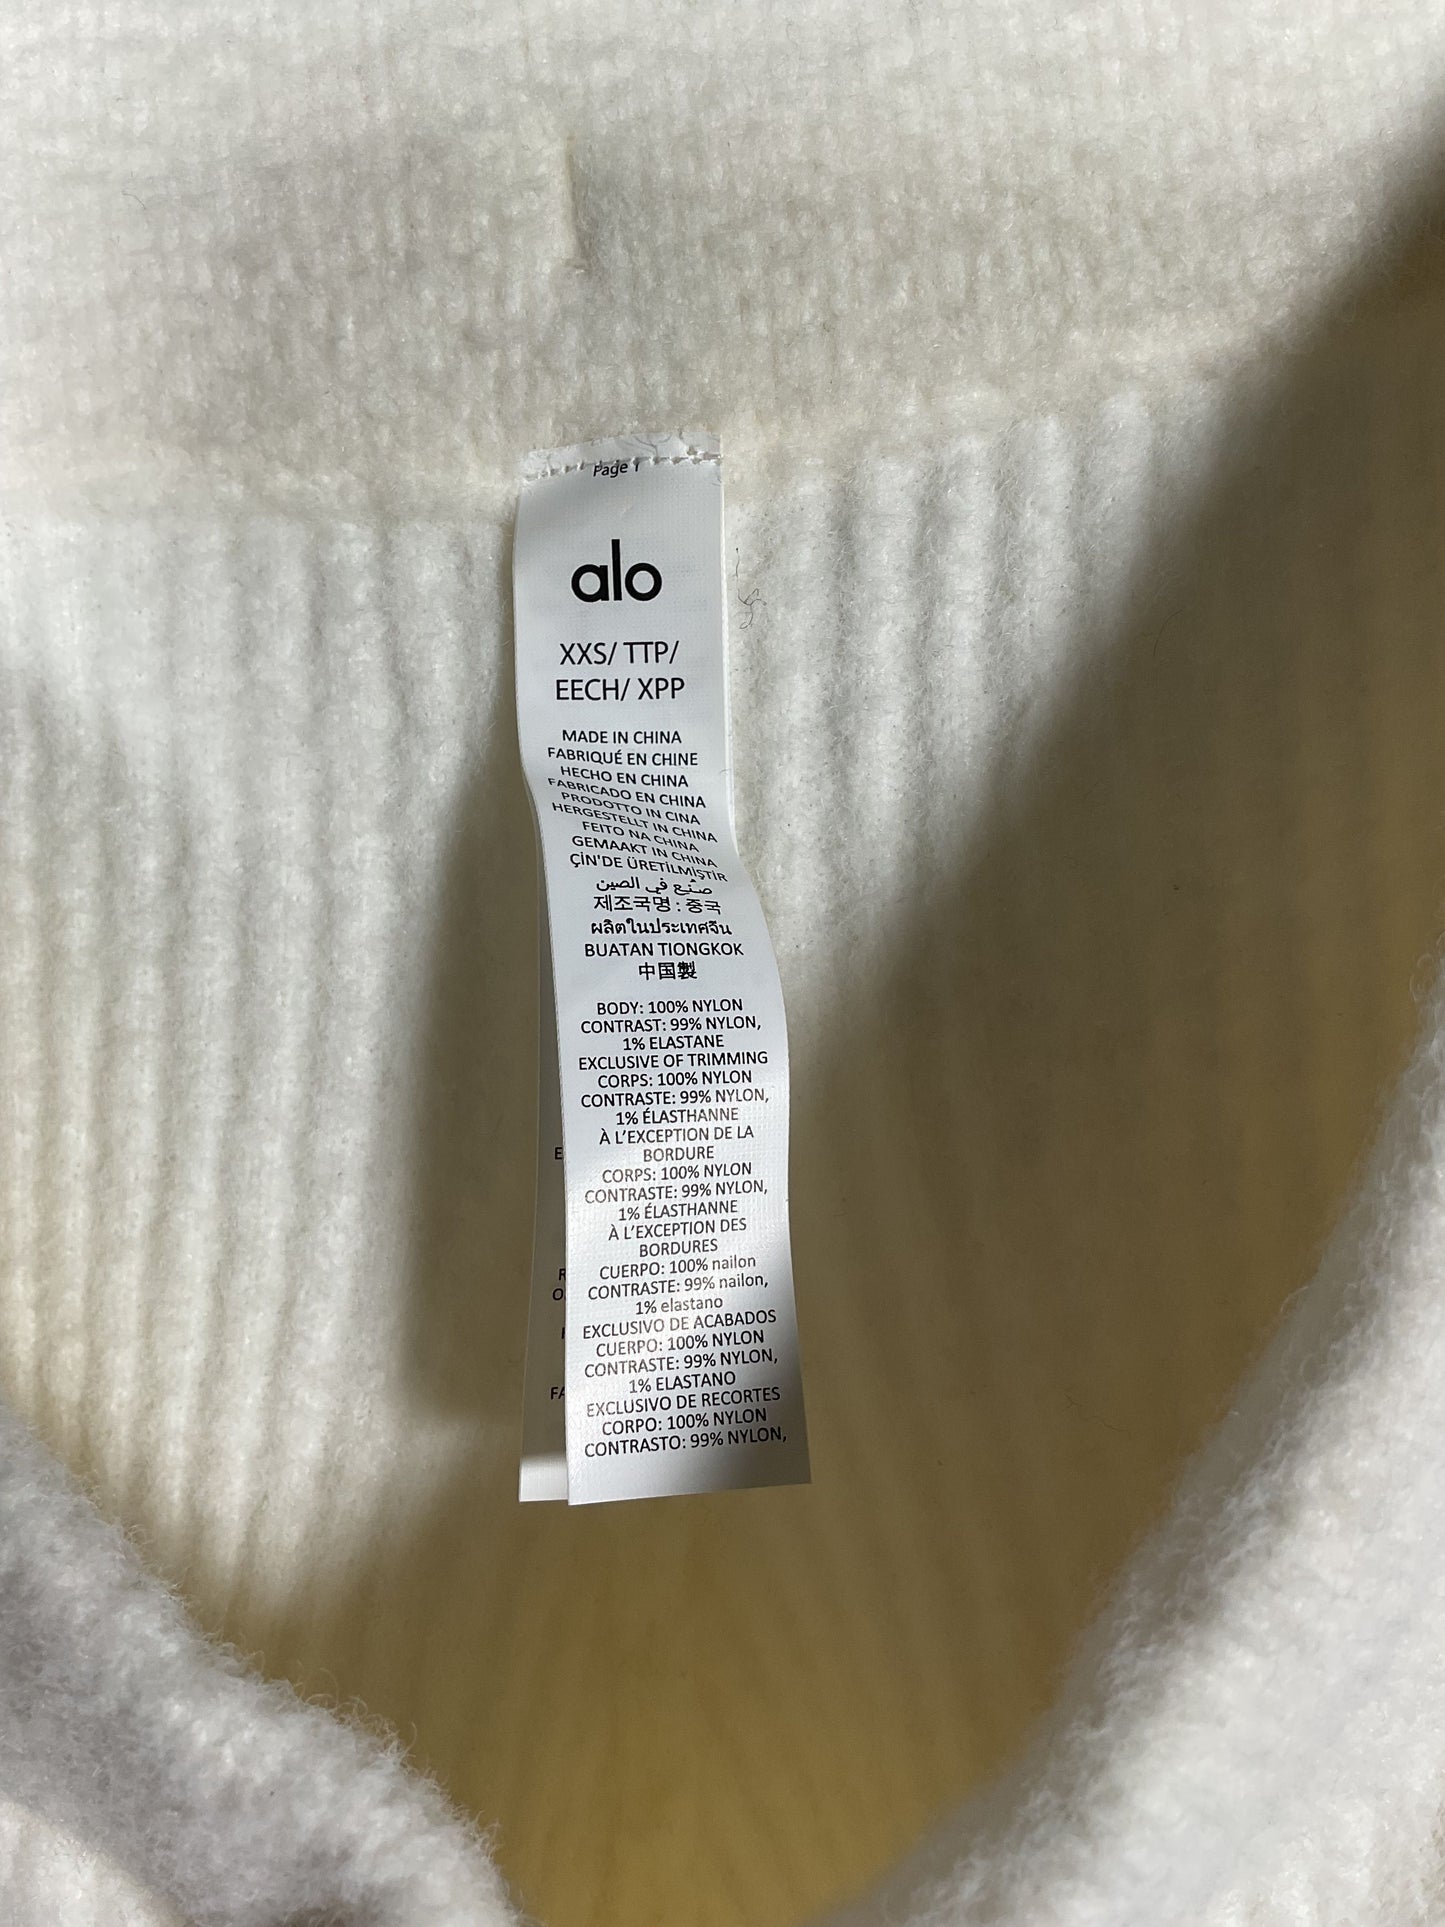 Page 1
alo
XXS/ TTP/
EECH/ XPP
MADE IN CHINA
FABRIQUÉ EN CHINE
HECHO EN CHINA
FABRICADO EN CHINA
PRODOTTO IN CINA
HERGESTELLT IN CHINA
FEITO NA CHINA
GEMAAKT IN CHINA
ÇİN'DE ÜRETİLMİŞTİR
صُنِع في الصين
제조국명 : 중국
ผลิตในประเทศจีน
BUATAN TIONGKOK
中国製
BODY: 100% NYLON
CONTRAST: 99% NYLON,
1% ELASTANE
EXCLUSIVE OF TRIMMING
CORPS: 100% NYLON
CONTRASTE: 99% NYLON,
1% ÉLASTHANNE
À L'EXCEPTION DE LA
BORDURE
CORPS: 100% NYLON
CONTRASTE: 99% NYLON,
1% ÉLASTHANNE
À L'EXCEPTION DES
BORDURES
CUERPO: 100% nailon
CONTRASTE: 99% nailon,
1% elastano
EXCLUSIVO DE ACABADOS
CUERPO: 100% NYLON
CONTRASTE: 99% NYLON,
1% ELASTANO
EXCLUSIVO DE RECORTES
CORPO: 100% NYLON
CONTRASTO: 99% NYLON,